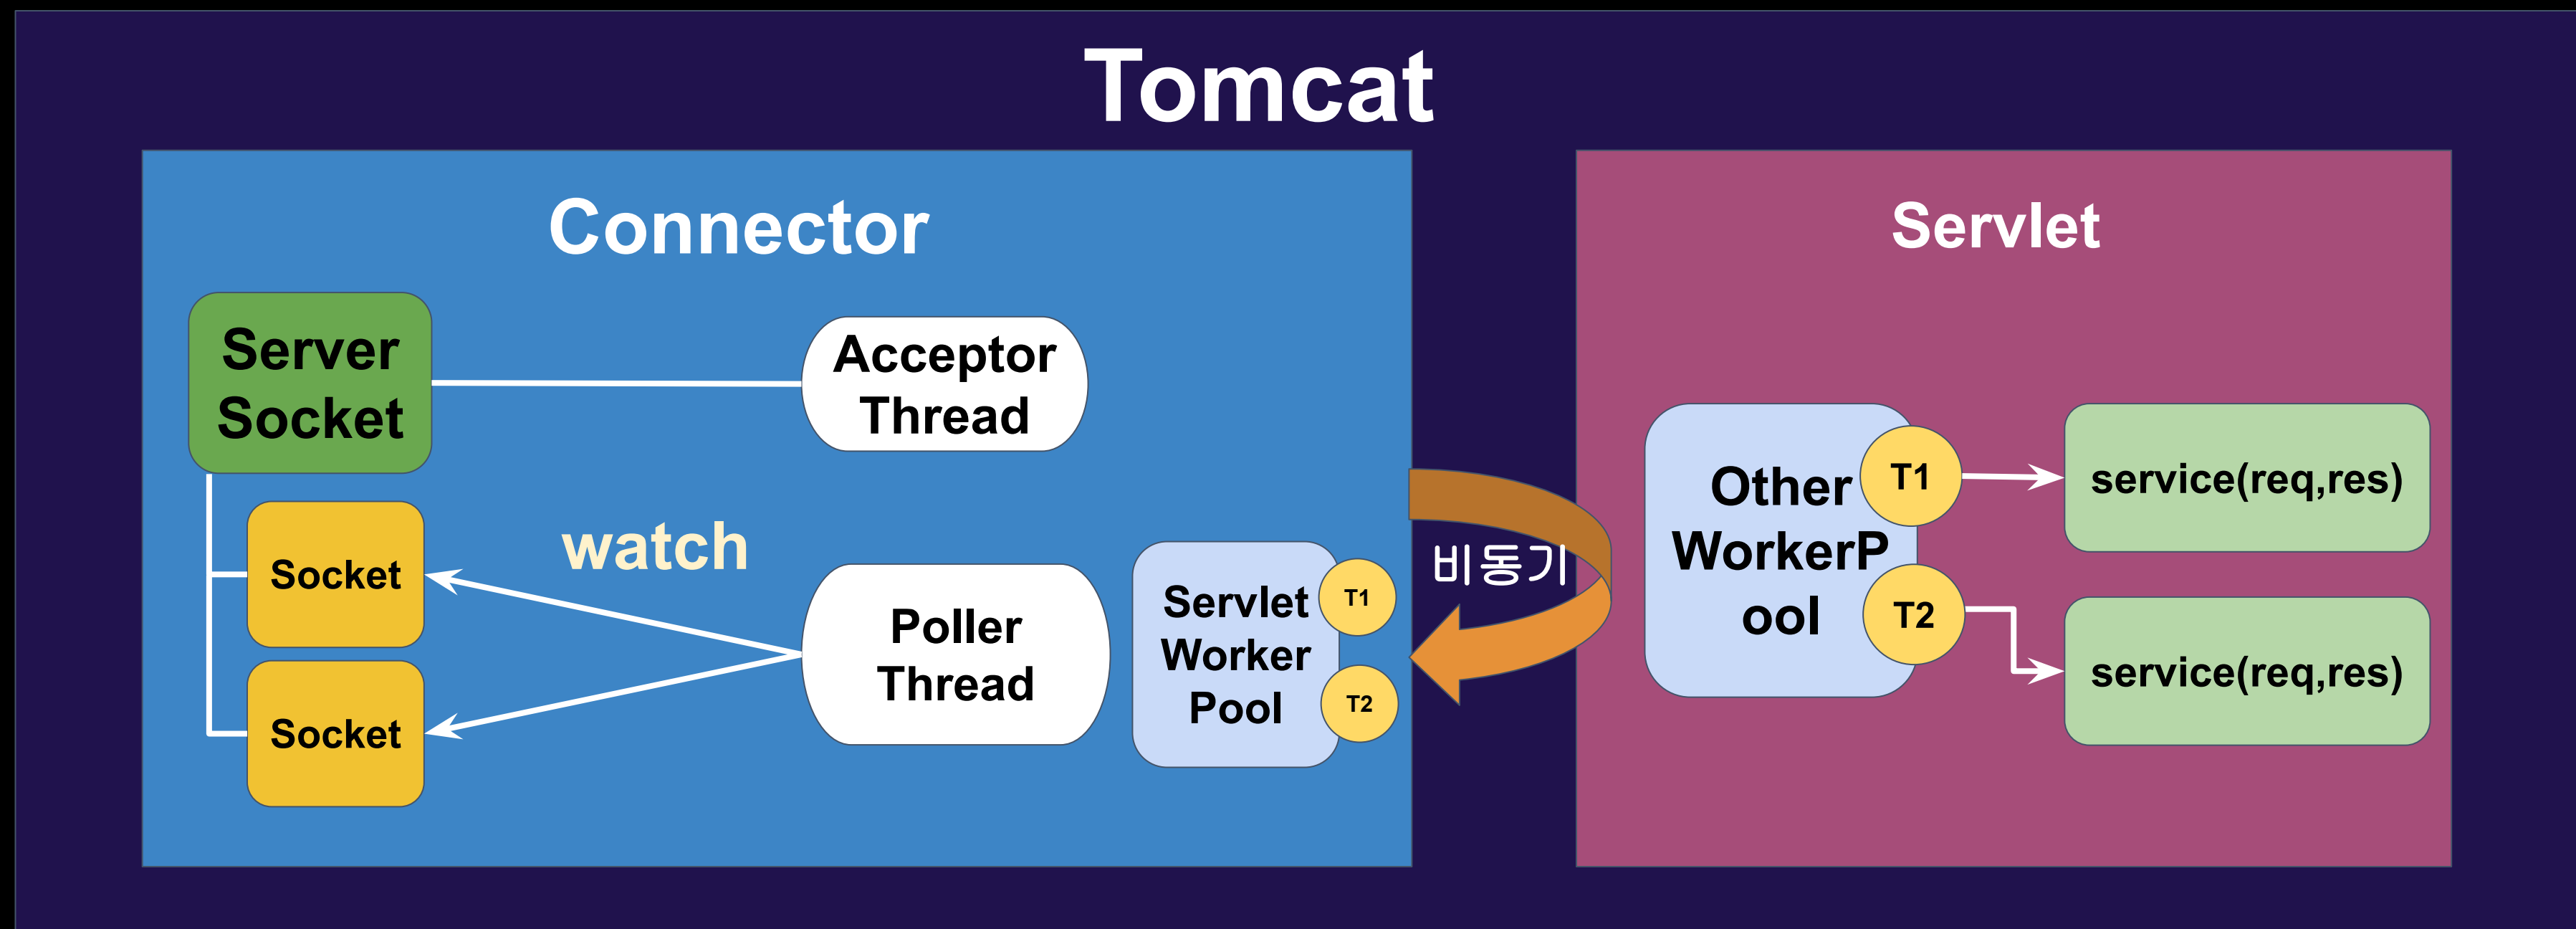 Tomcat
Connector
Server
Socket
Acceptor
Thread
Socket
Socket
watch
Poller
Thread
Servlet
Worker
Pool
T1
T2
비동기
Servlet
Other
WorkerP
ool
T1
T2
service(req,res)
service(req,res)